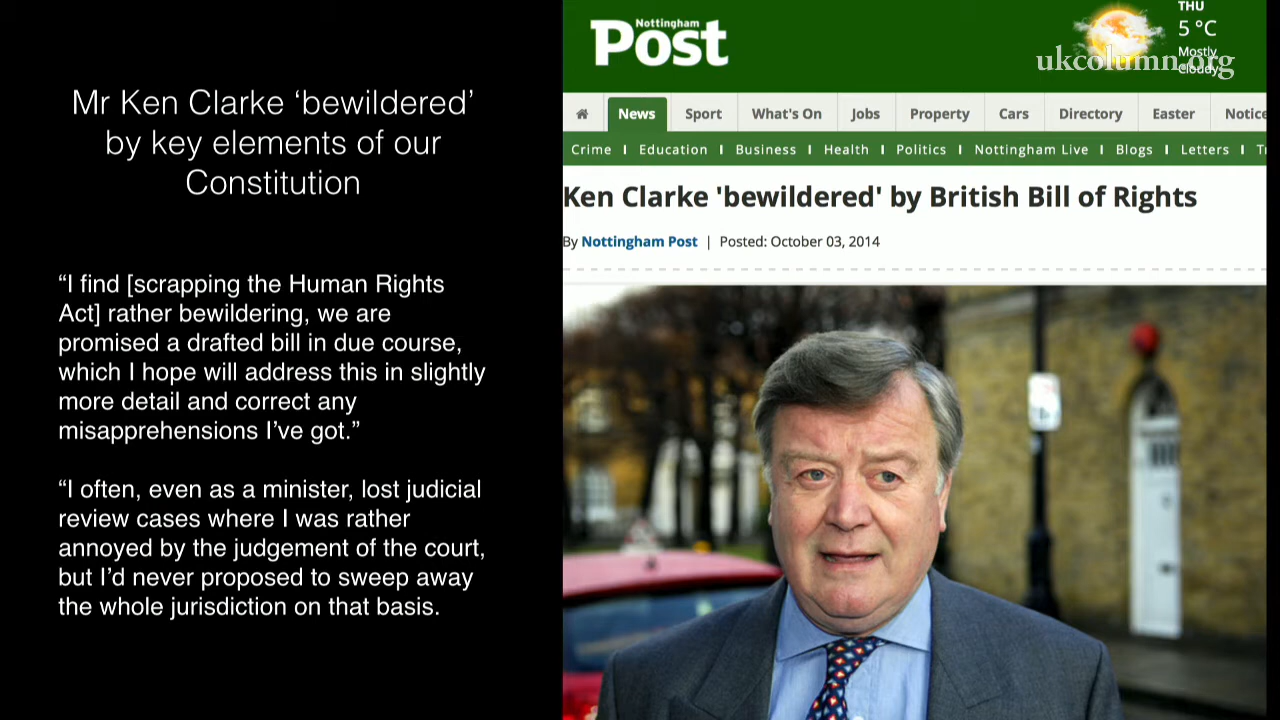 Mr Ken Clarke ‘bewildered’
by key elements of our
Constitution
“I find [scrapping the Human Rights
Act] rather bewildering, we are
promised a drafted bill in due course,
which I hope will address this in slightly
more detail and correct any
misapprehensions I’ve got.”
“I often, even as a minister, lost judicial
review cases where I was rather
annoyed by the judgement of the court,
but I’d never proposed to sweep away
the whole jurisdiction on that basis.
Nottingham
Post
THU
5 °C
Mostly
Cloudy
ukcolumn.org
News Sport What's On Jobs Property Cars Directory Easter Notice
Crime I Education I Business I Health I Politics I Nottingham Live I Blogs I Letters I T
Ken Clarke 'bewildered' by British Bill of Rights
By Nottingham Post | Posted: October 03, 2014